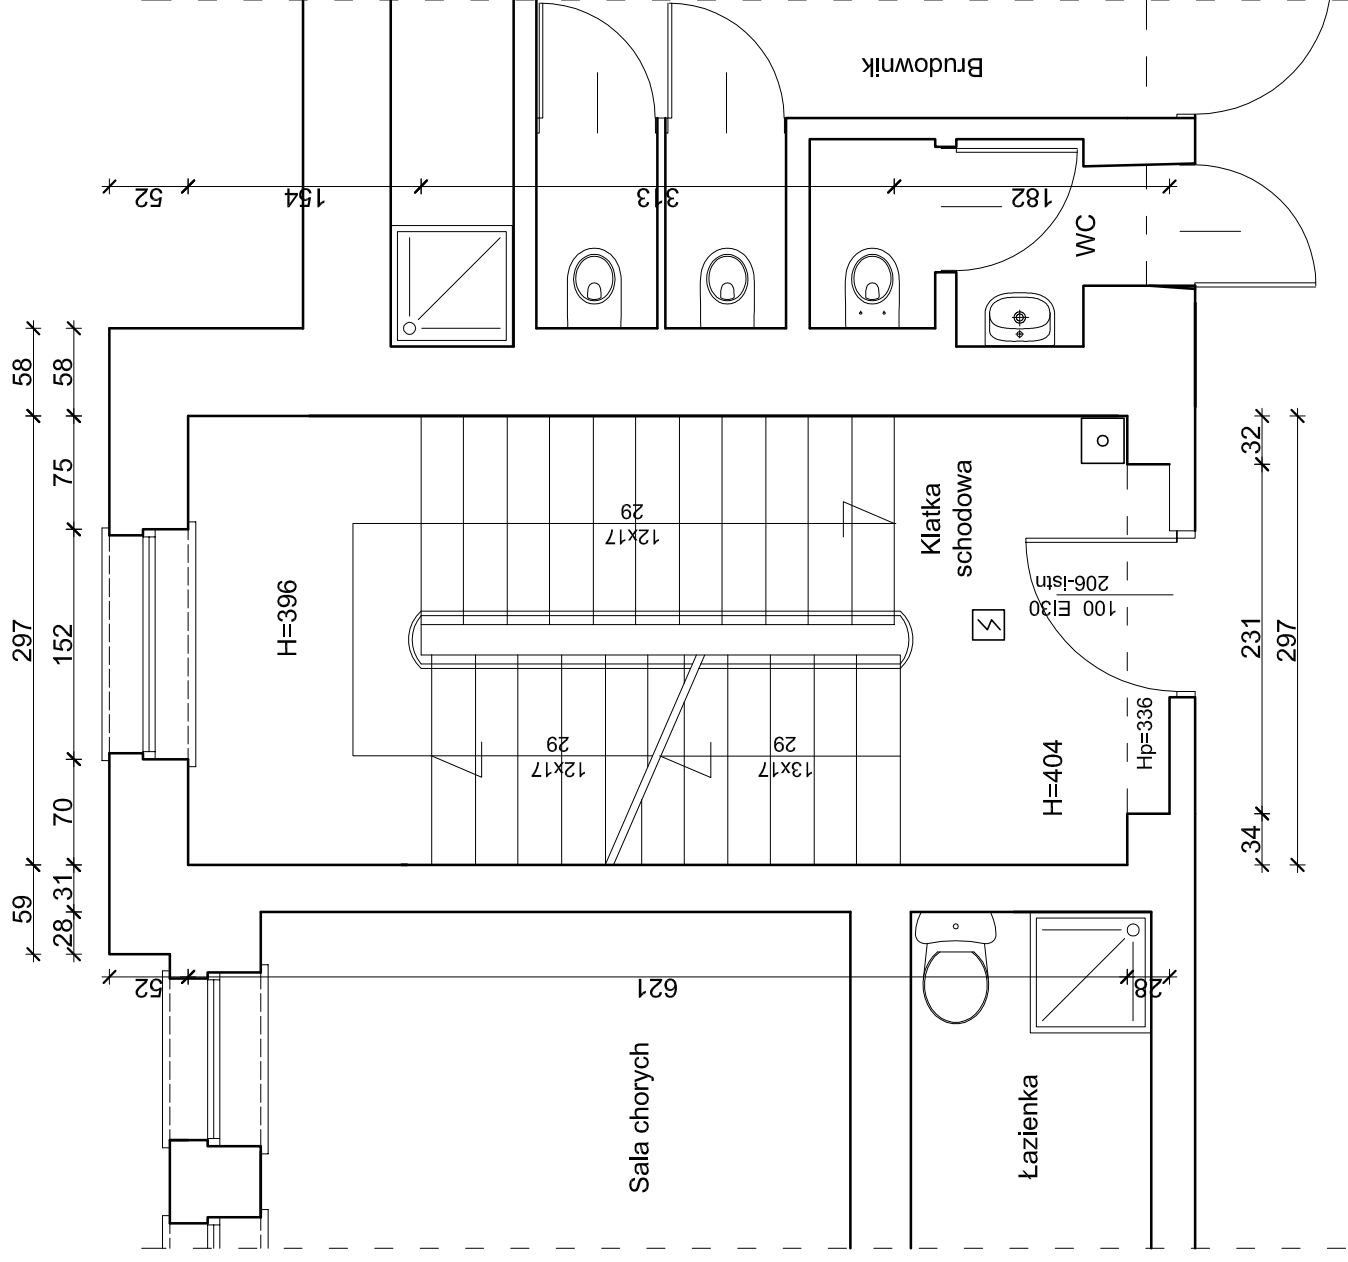 Brudownik
52
154
313
182
WC
58
58
297
75
152
70
59
31
28
H=396
29
12x17
Klatka
schodowa
206-istn
100 EI30
32
231
297
34
29
12x17
29
13x17
H=404
Hp=336
52
621
28
Sala chorych
Łazienka